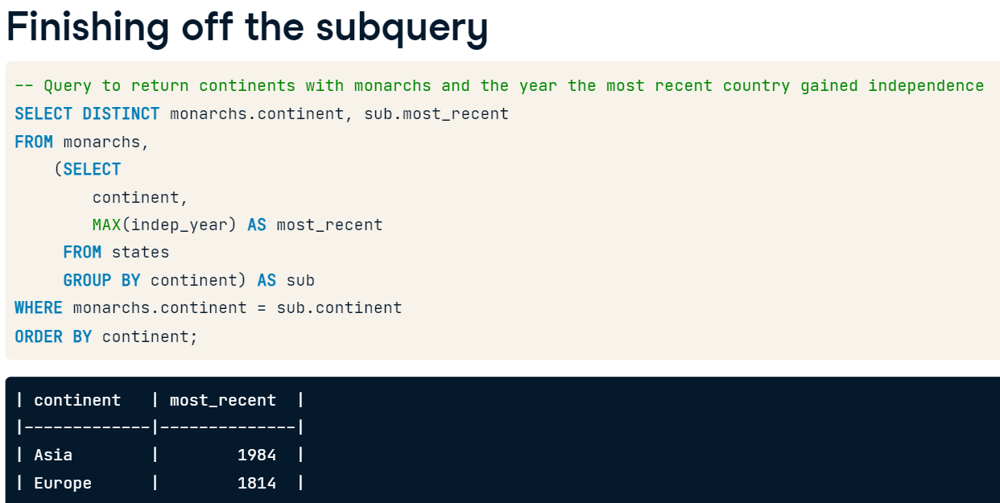 Finishing off the subquery
-- Query to return continents with monarchs and the year the most recent country gained independence
SELECT DISTINCT monarchs.continent, sub.most_recent
FROM monarchs,
    (SELECT
        continent,
        MAX(indep_year) AS most_recent
     FROM states
     GROUP BY continent) AS sub
WHERE monarchs.continent = sub.continent
ORDER BY continent;
| continent   | most_recent  |
|-------------|--------------|
| Asia        |        1984  |
| Europe      |        1814  |